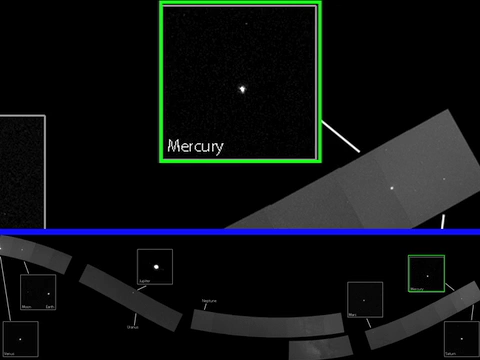 Mercury
Jupiter
Mercury
Moon Earth
Neptune
Mars
Uranus
Venus
Saturn